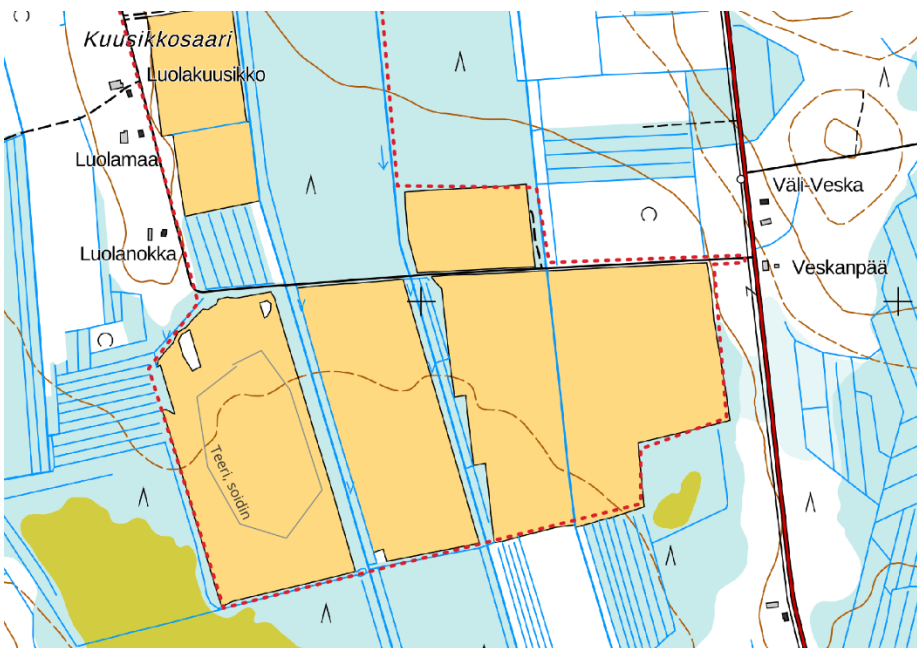 Kuusikkosaari
Luolakuusikko
Luolamaa
Väli-Veska
Luolanokka
Veskanpää
Teeri, soidin